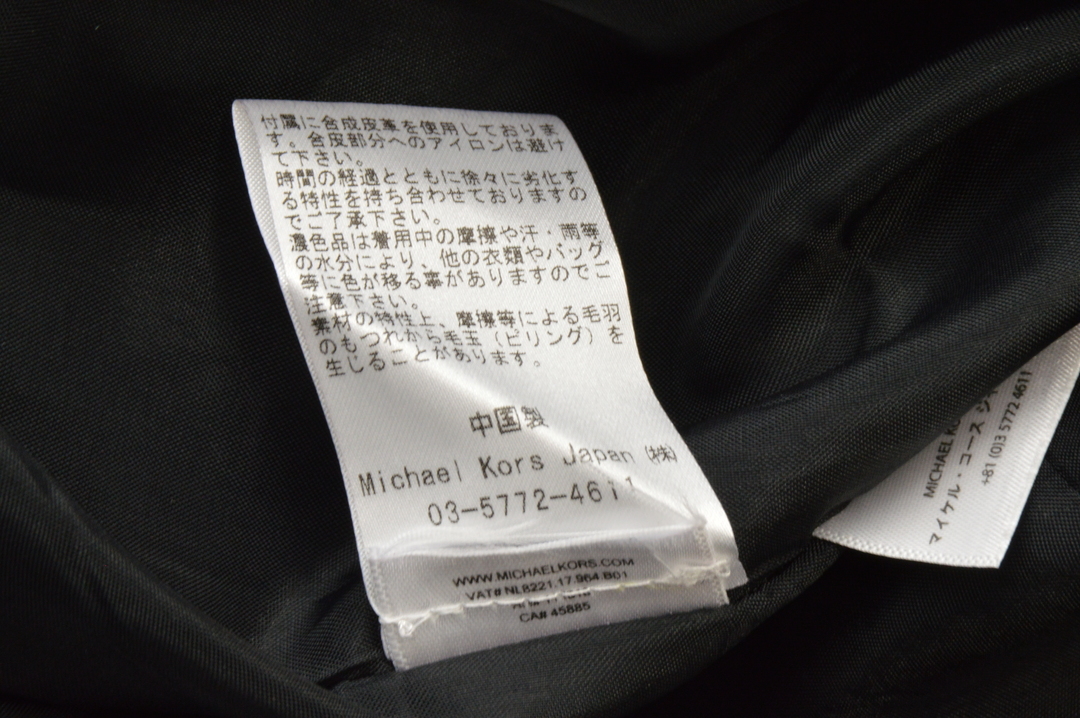 付属に合成皮革を使用しておりま
す。合皮部分へのアイロンは避け
て下さい。
時間の経過とともに徐々に劣化す
る特性を持ち合わせておりますの
でご了承下さい。
濃色品は着用中の摩擦や汗、雨等
の水分により、他の衣類やバッグ
等に色が移る事がありますのでご
注意下さい。
素材の特性上、摩擦等による毛羽
のもつれから毛玉（ピリング）を
生じることがあります。
中国製
Michael Kors Japan (株)
03-5772-4611
WWW.MICHAELKORS.COM
VAT# NL8221.17.964.B01
CA# 45885
MICHAEL
マイケル・コース
+81 (0)3 5772 4611